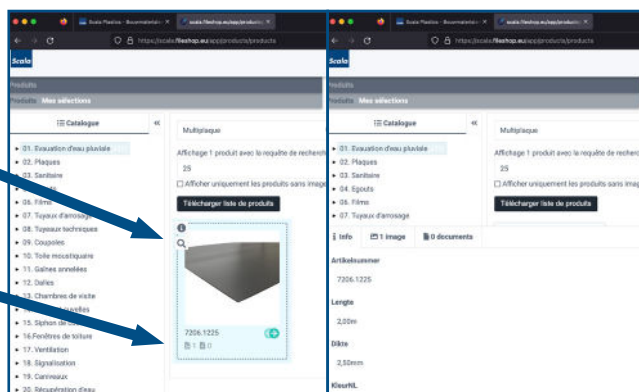 Scala Plastics - Bouwmaterialen
scala.fileshop.eu/app/products/
https://scala.fileshop.eu/app/products/products
Scala
Produits
Produits Mes sélections
Catalogue
01. Evauation d'eau pluviale
02. Plaques
03. Sanitaire
06. Films
07. Tuyaux d'arrosage
08. Tuyaux techniques
09. Coupoles
10. Toile moustiquaire
11. Gaînes annelées
12. Dalles
13. Chambres de visite
15. Siphon de
16.Fenêtres de toiture
17. Ventilation
18. Signalisation
19. Caniveaux
20. Récupération d'eau
Multiplaque
Affichage 1 produit avec la requête de recherche
25
Afficher uniquement les produits sans image
Télécharger liste de produits
7206.1225
1 0
Scala Plastics - Bouwmaterialen
scala.fileshop.eu/app/products/
https://scala.fileshop.eu/app/products/products
Scala
Produits
Produits Mes sélections
Catalogue
01. Evauation d'eau pluviale
02. Plaques
03. Sanitaire
04. Egouts
06. Films
07. Tuyaux d'arrosage
Multiplaque
Affichage 1 produit avec la requête de recherc
25
Afficher uniquement les produits sans imag
Télécharger liste de produits
Info 1 image 0 documents
Artikelnummer
7206.1225
Lengte
2,00m
Dikte
2,50mm
KleurNL